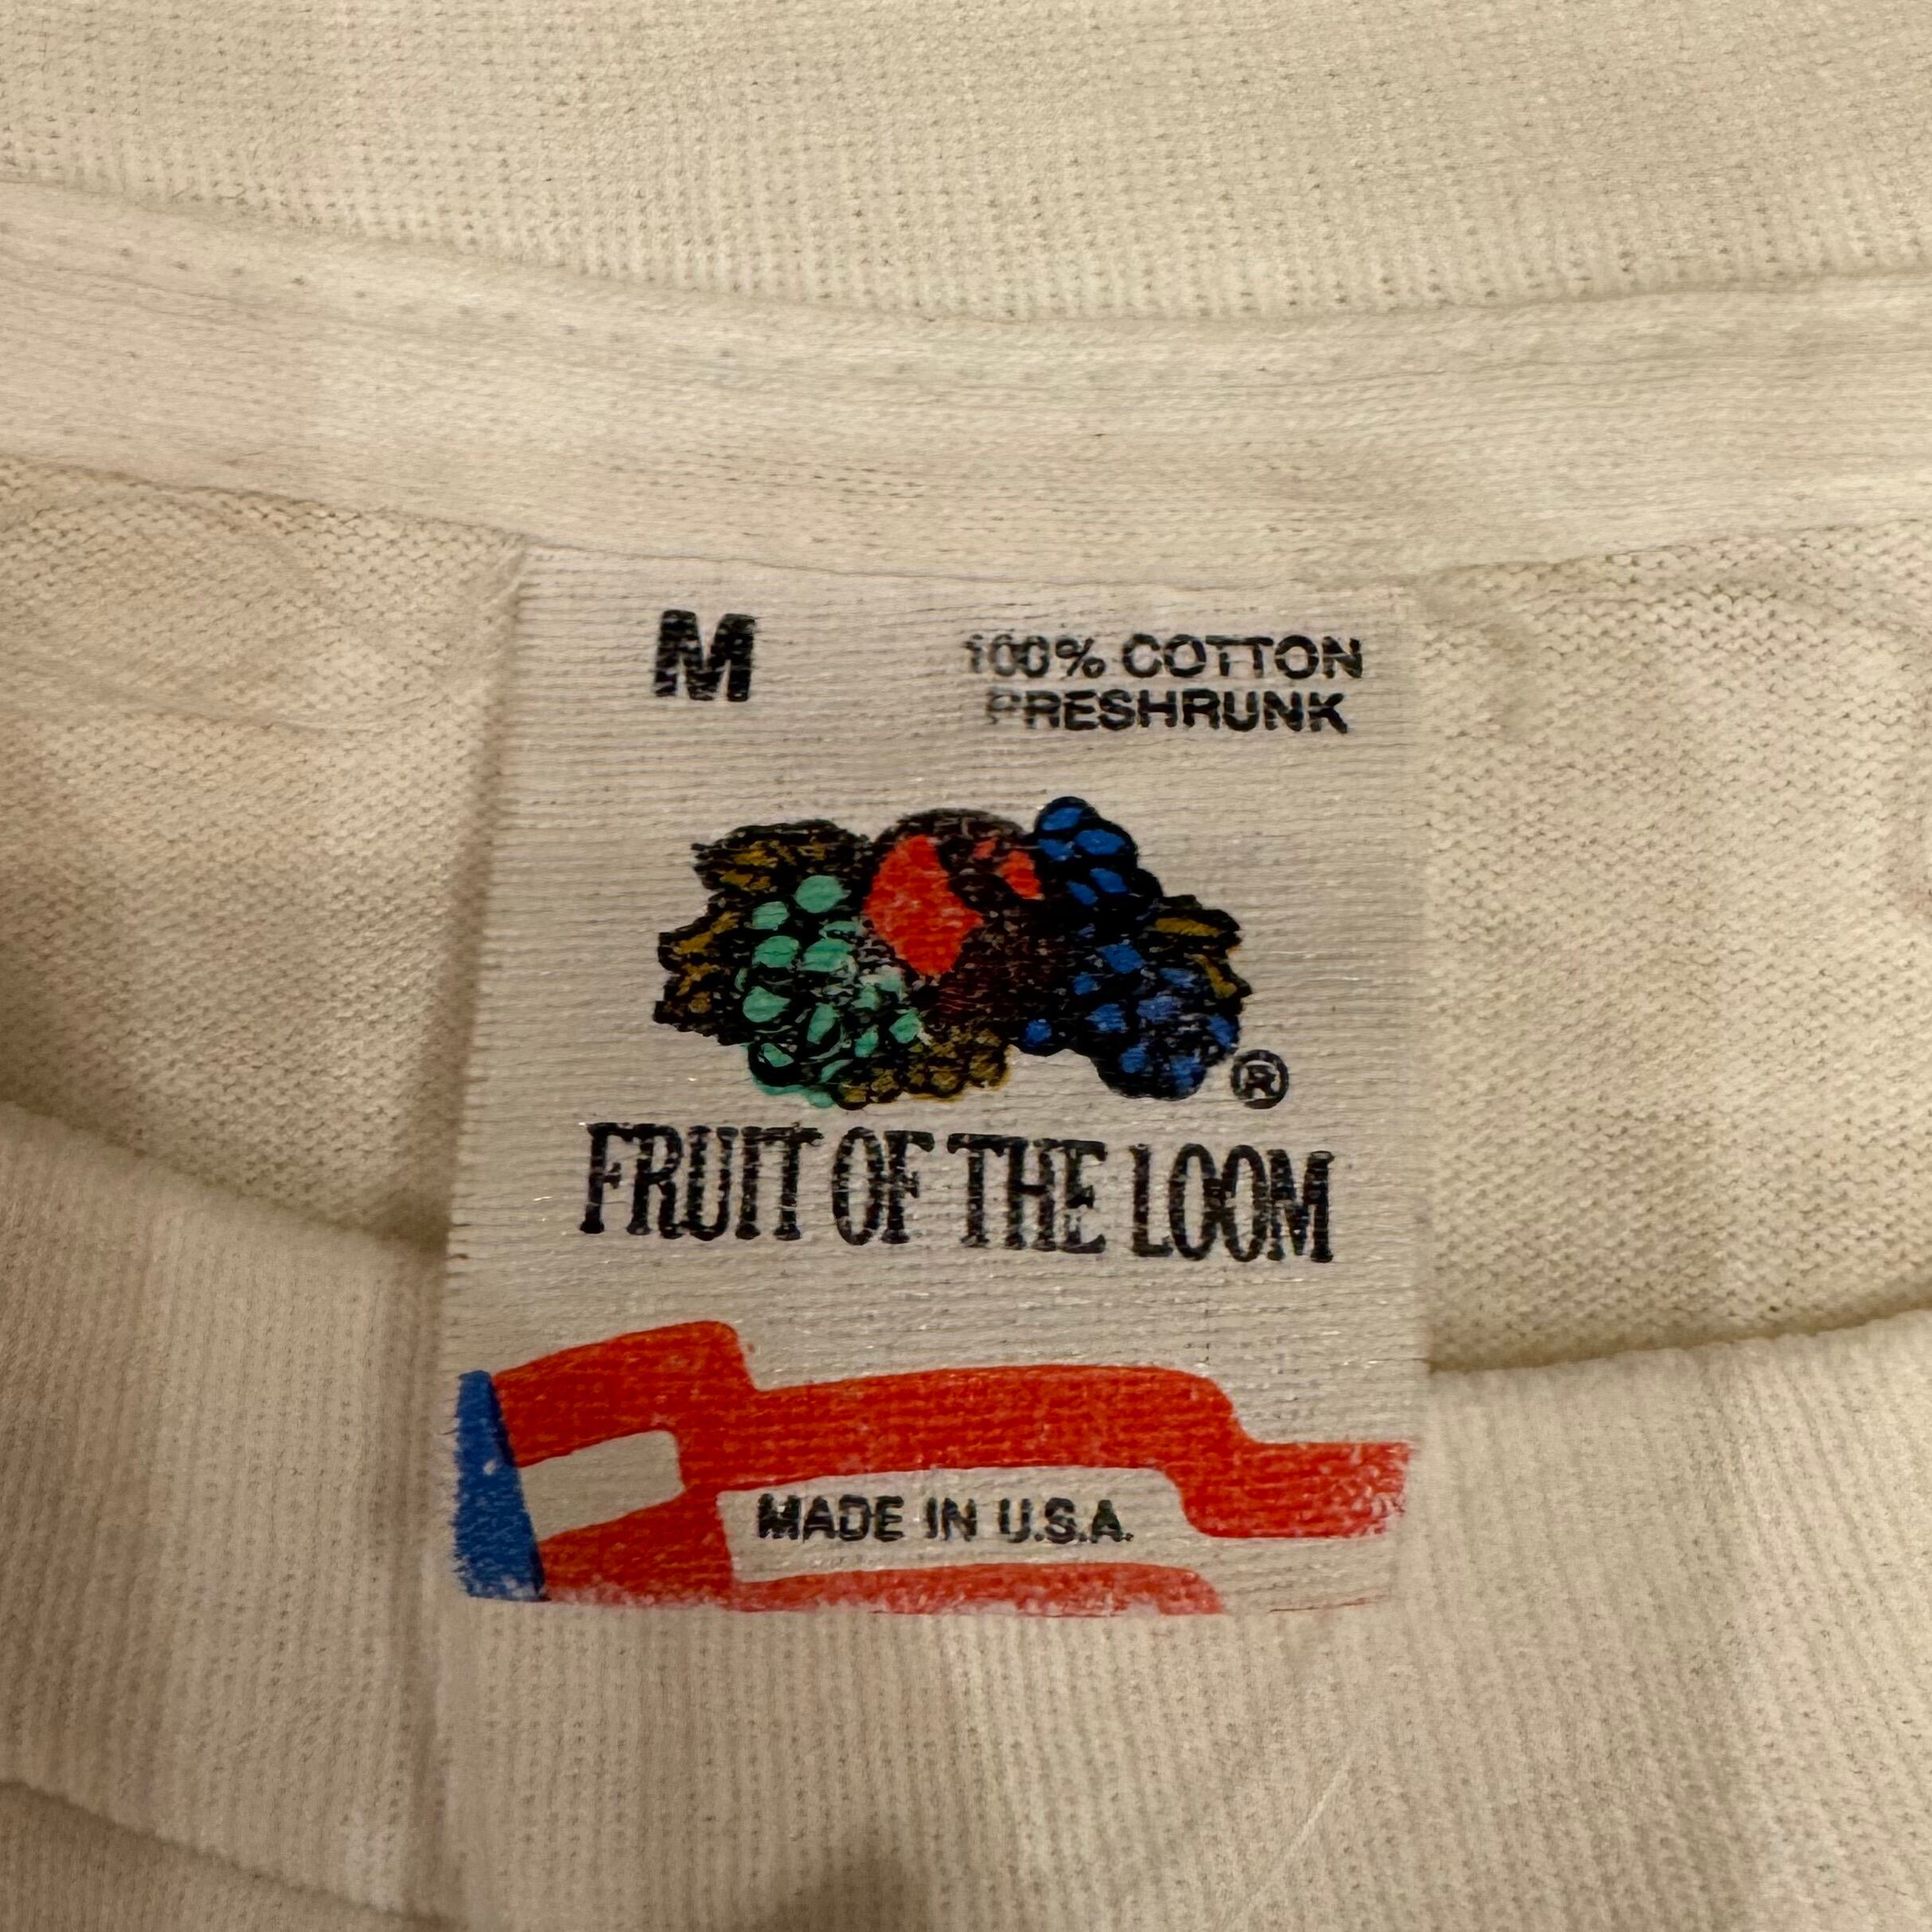 M
100% COTTON
PRESHRUNK
®
FRUIT OF THE LOOM
MADE IN U.S.A.